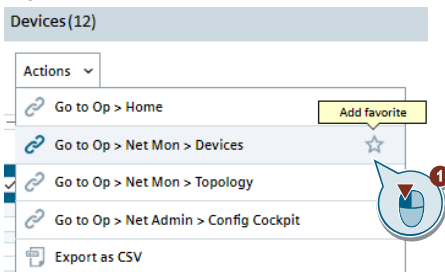 Devices (12)
Actions
Go to Op > Home
Add favorite
Go to Op > Net Mon > Devices
1
Go to Op > Net Mon > Topology
Go to Op > Net Admin > Config Cockpit
Export as CSV